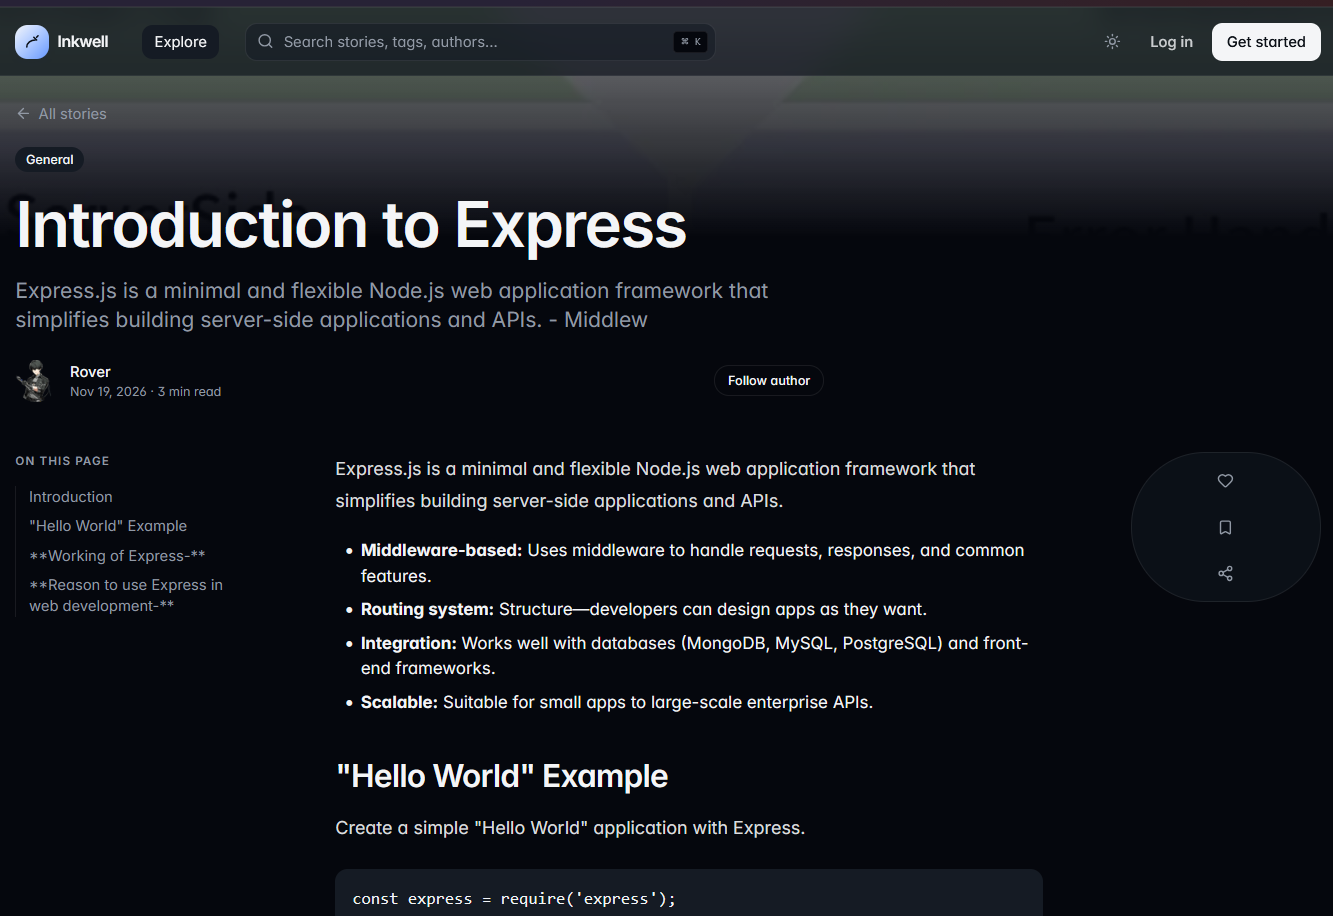 Inkwell
Explore
Search stories, tags, authors...
⌘ K
Log in
Get started
← All stories
General
Introduction to Express
Express.js is a minimal and flexible Node.js web application framework that
simplifies building server-side applications and APIs. - Middlew
Rover
Nov 19, 2026 · 3 min read
Follow author
ON THIS PAGE
Introduction
"Hello World" Example
**Working of Express-**
**Reason to use Express in
web development-**
Express.js is a minimal and flexible Node.js web application framework that
simplifies building server-side applications and APIs.
• Middleware-based: Uses middleware to handle requests, responses, and common
features.
• Routing system: Structure—developers can design apps as they want.
• Integration: Works well with databases (MongoDB, MySQL, PostgreSQL) and front-
end frameworks.
• Scalable: Suitable for small apps to large-scale enterprise APIs.
"Hello World" Example
Create a simple "Hello World" application with Express.
const express = require('express');